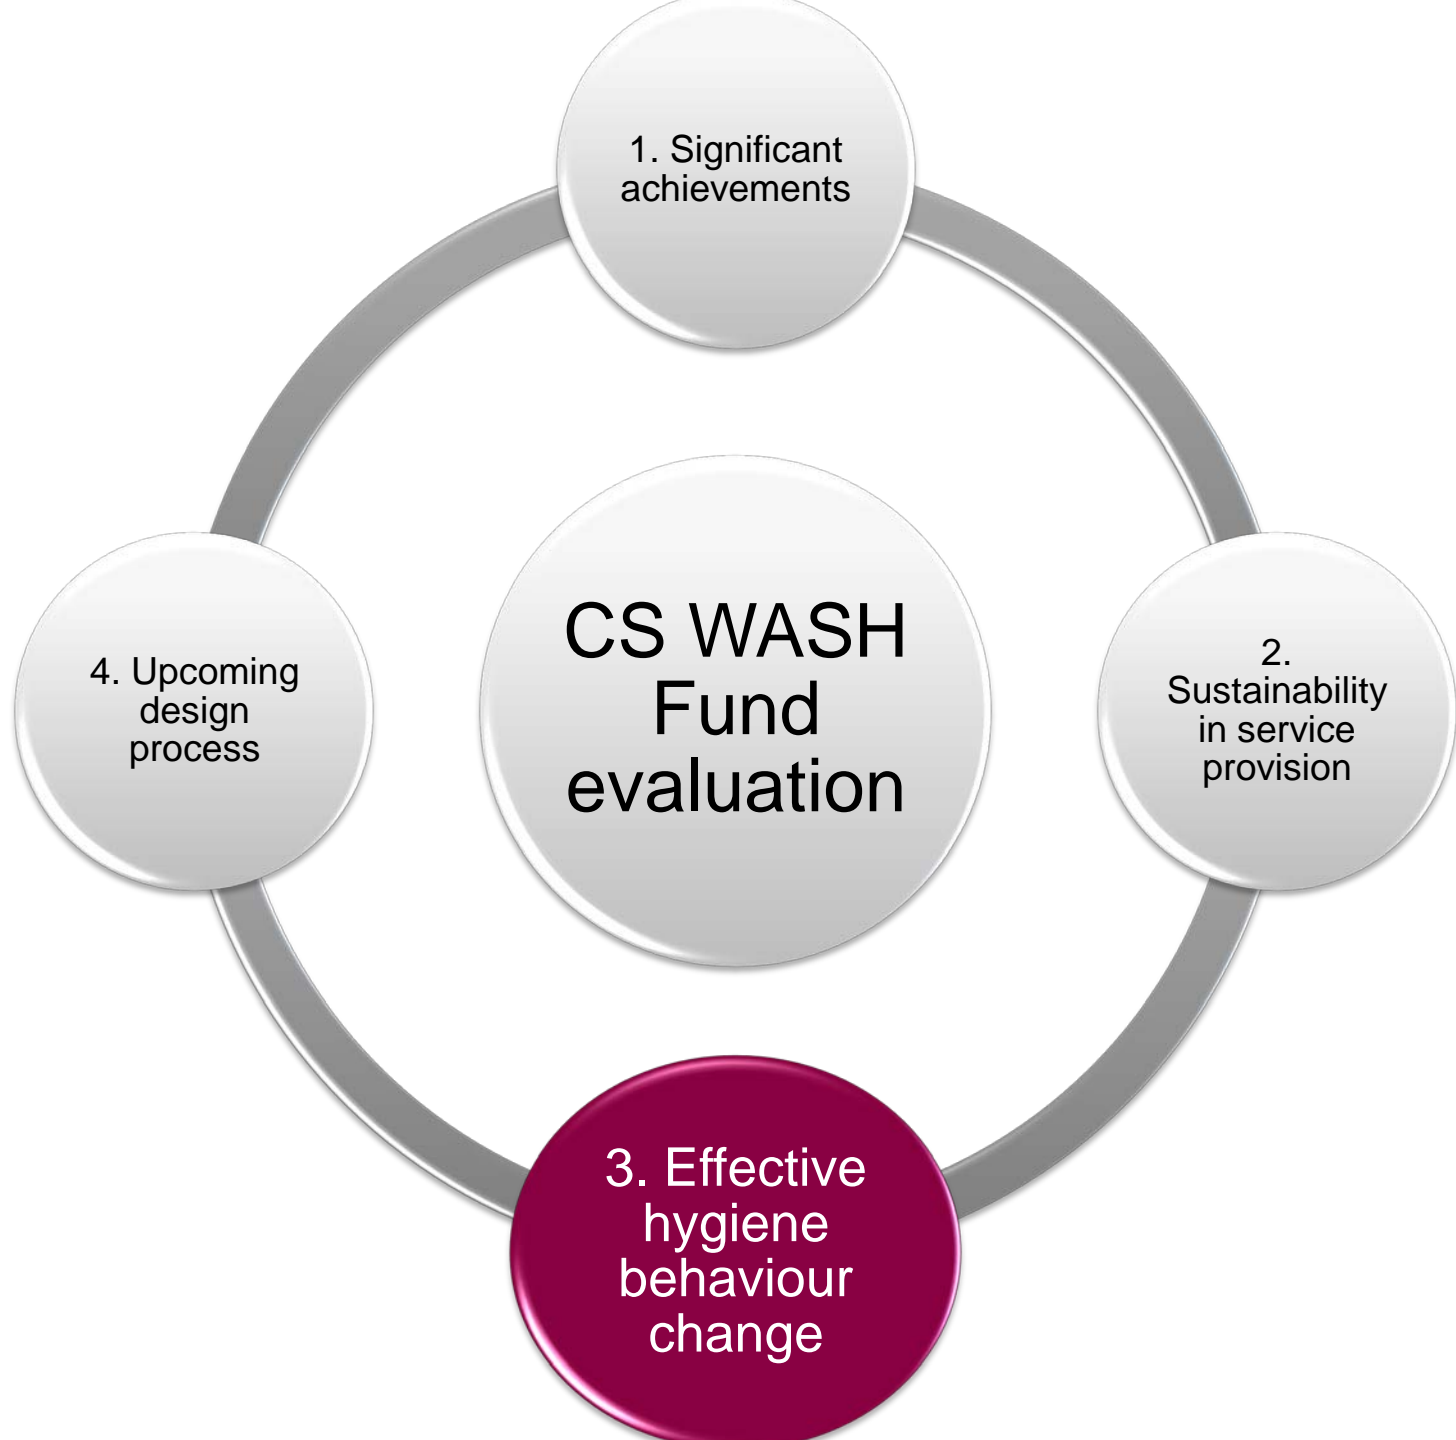 1. Significant
achievements
CS WASH
Fund
evaluation
2.
Sustainability
in service
provision
3. Effective
hygiene
behaviour
change
4. Upcoming
design
process